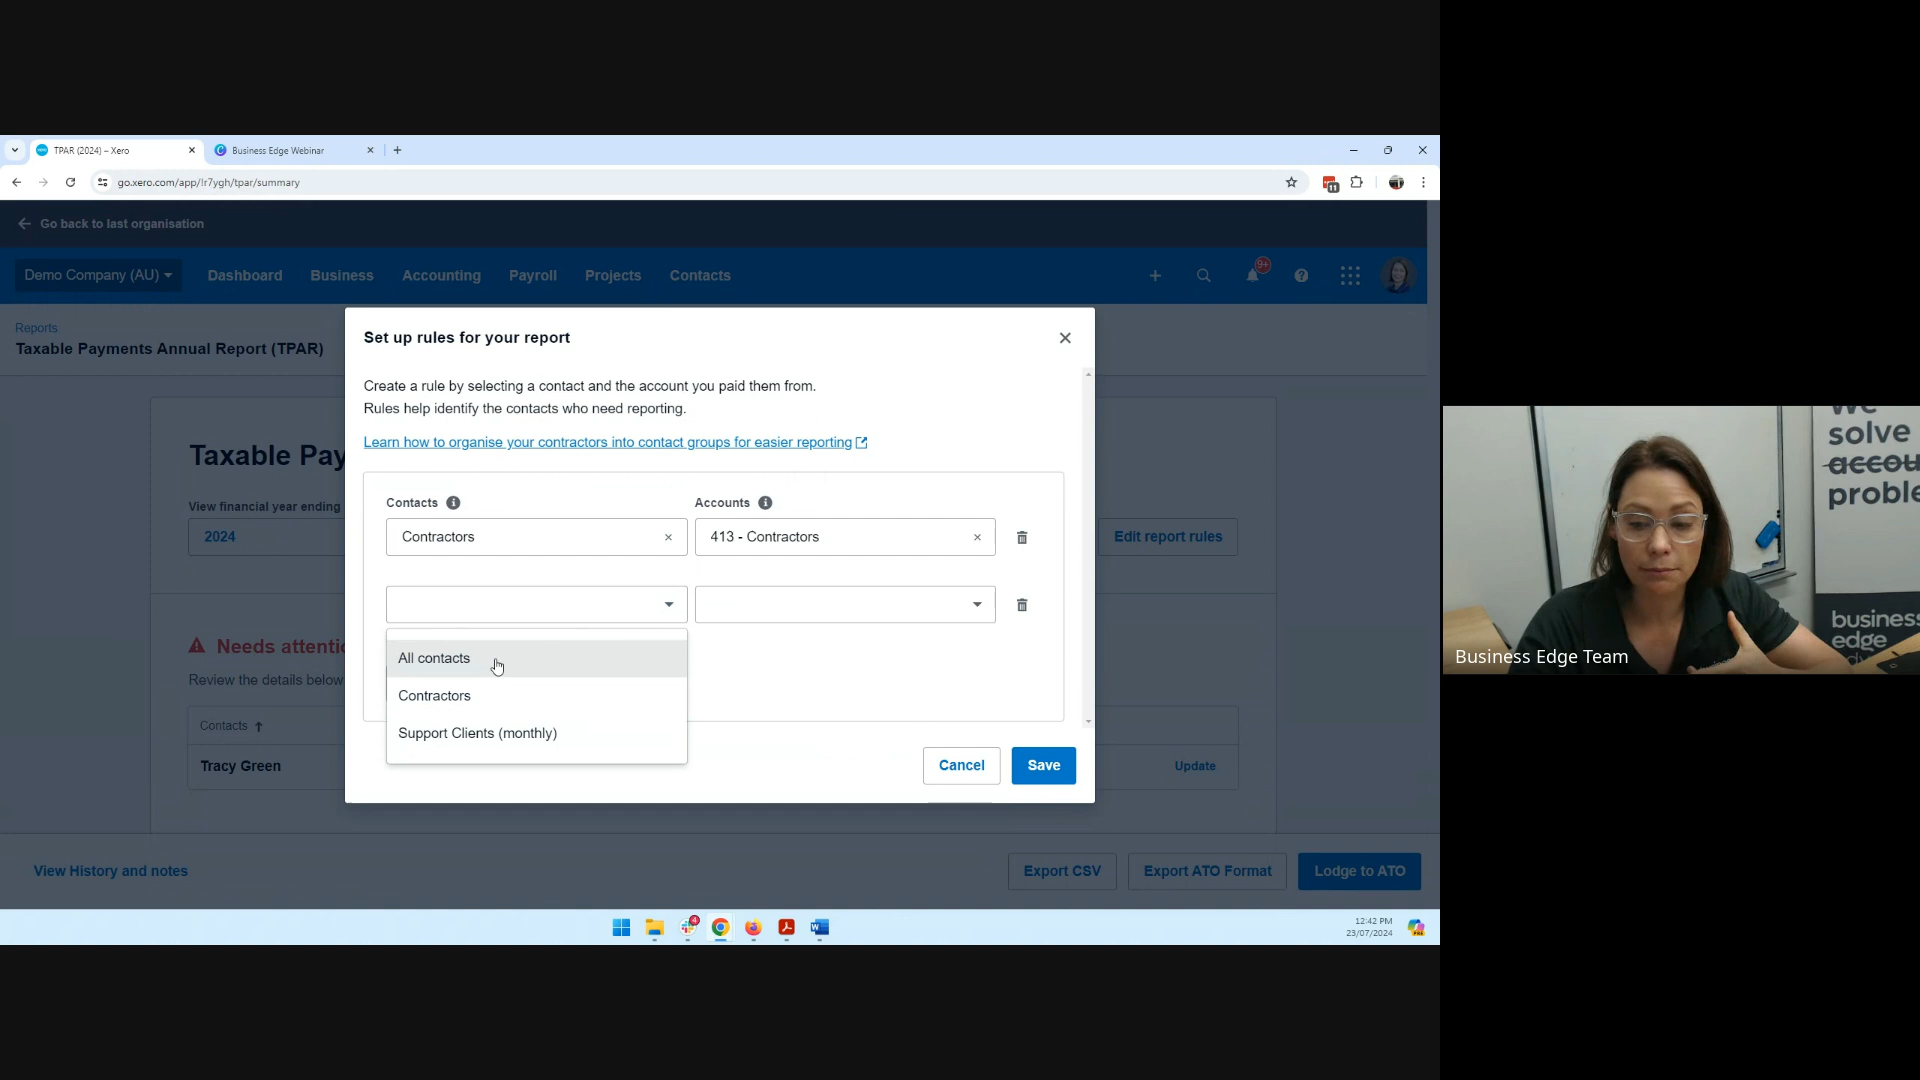 TPAR (2024) – Xero
Business Edge Webinar
go.xero.com/app/!r7ygh/tpar/summary
11
Go back to last organisation
Demo Company (AU)
Dashboard
Business
Accounting
Payroll
Projects
Contacts
9+
Reports
Taxable Payments Annual Report (TPAR)
Set up rules for your report
Create a rule by selecting a contact and the account you paid them from.
Rules help identify the contacts who need reporting.
Learn how to organise your contractors into contact groups for easier reporting
Taxable Pay
View financial year ending
2024
Edit report rules
Contacts
Accounts
Contractors
413 - Contractors
All contacts
Contractors
Support Clients (monthly)
Needs attenti
Review the details below
Contacts
Tracy Green
Update
Cancel
Save
View History and notes
Export CSV
Export ATO Format
Lodge to ATO
4
12:42 PM
23/07/2024
PRE
We
solve
accou
proble
business
edge
Business Edge Team